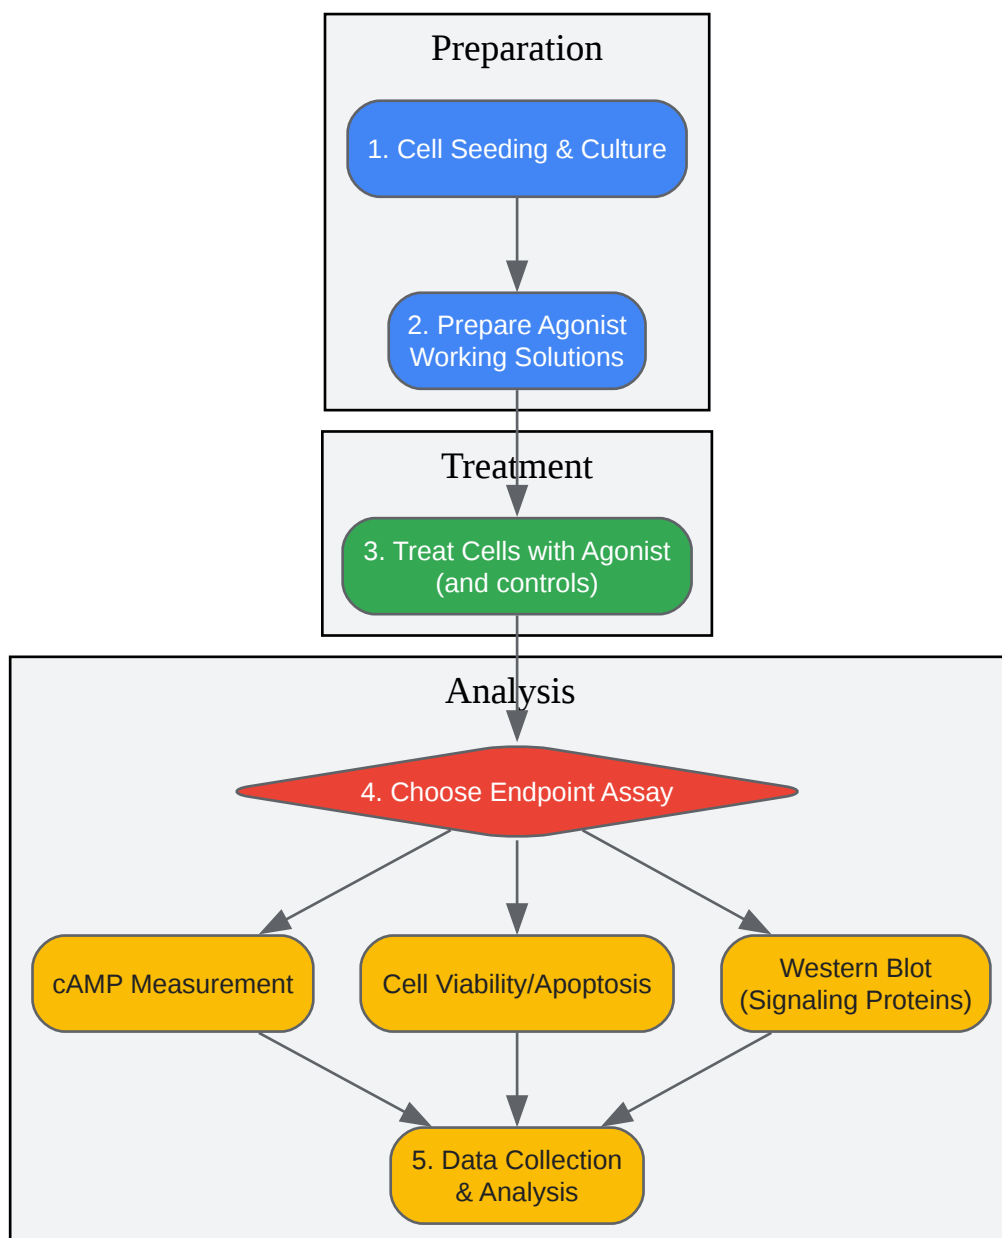 Preparation
1. Cell Seeding & Culture
2. Prepare Agonist
Working Solutions
Treatment
3. Treat Cells with Agonist
(and controls)
Analysis
4. Choose Endpoint Assay
cAMP Measurement
Cell Viability/Apoptosis
Western Blot
(Signaling Proteins)
5. Data Collection
& Analysis